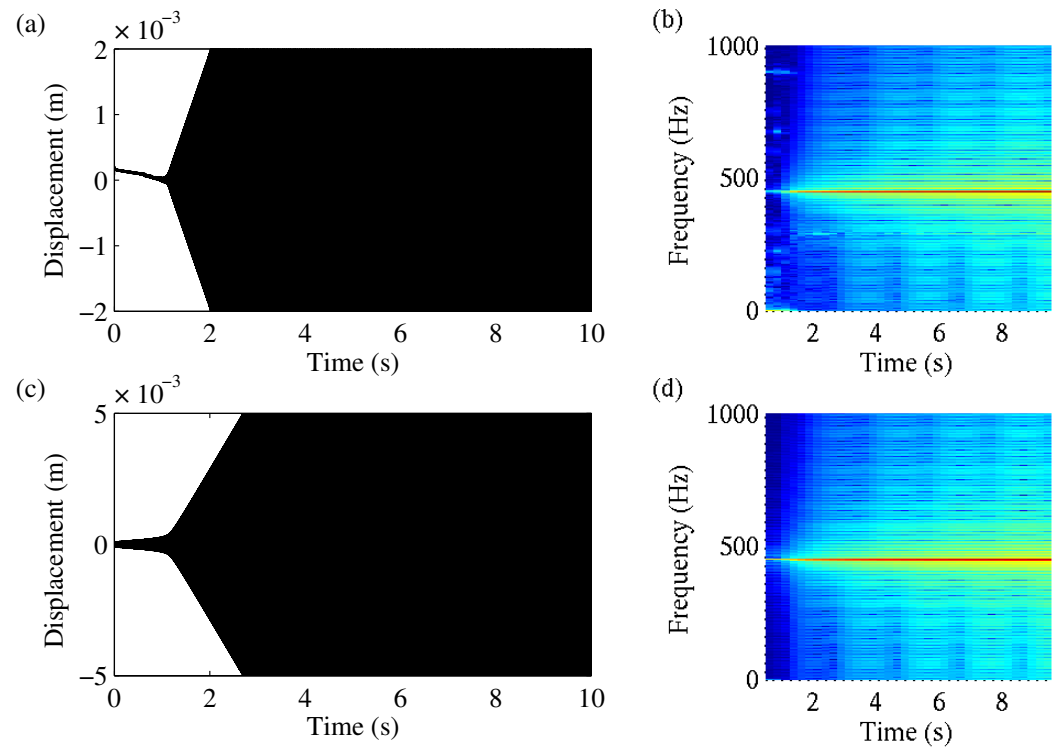 (a)
× 10⁻³
Displacement (m)
2
1
0
−1
−2
0 2 4 6 8 10
Time (s)
(b)
Frequency (Hz)
1000
500
0
2 4 6 8
Time (s)
(c)
× 10⁻³
Displacement (m)
5
0
−5
0 2 4 6 8 10
Time (s)
(d)
Frequency (Hz)
1000
500
0
2 4 6 8
Time (s)